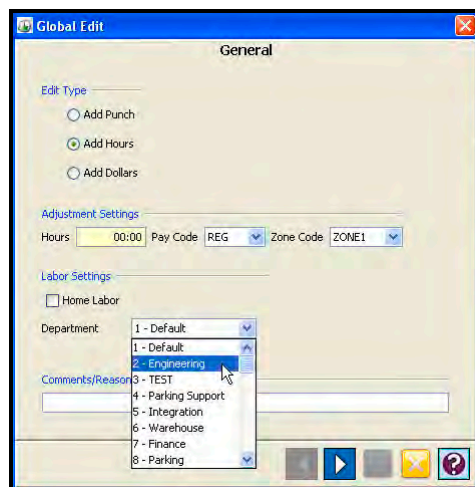 Global Edit
General
Edit Type
Add Punch
Add Hours
Add Dollars
Adjustment Settings
Hours 00:00 Pay Code REG Zone Code ZONE1
Labor Settings
Home Labor
Department 1 - Default
1 - Default
2 - Engineering
3 - TEST
Comments/Reason
4 - Parking Support
5 - Integration
6 - Warehouse
7 - Finance
8 - Parking